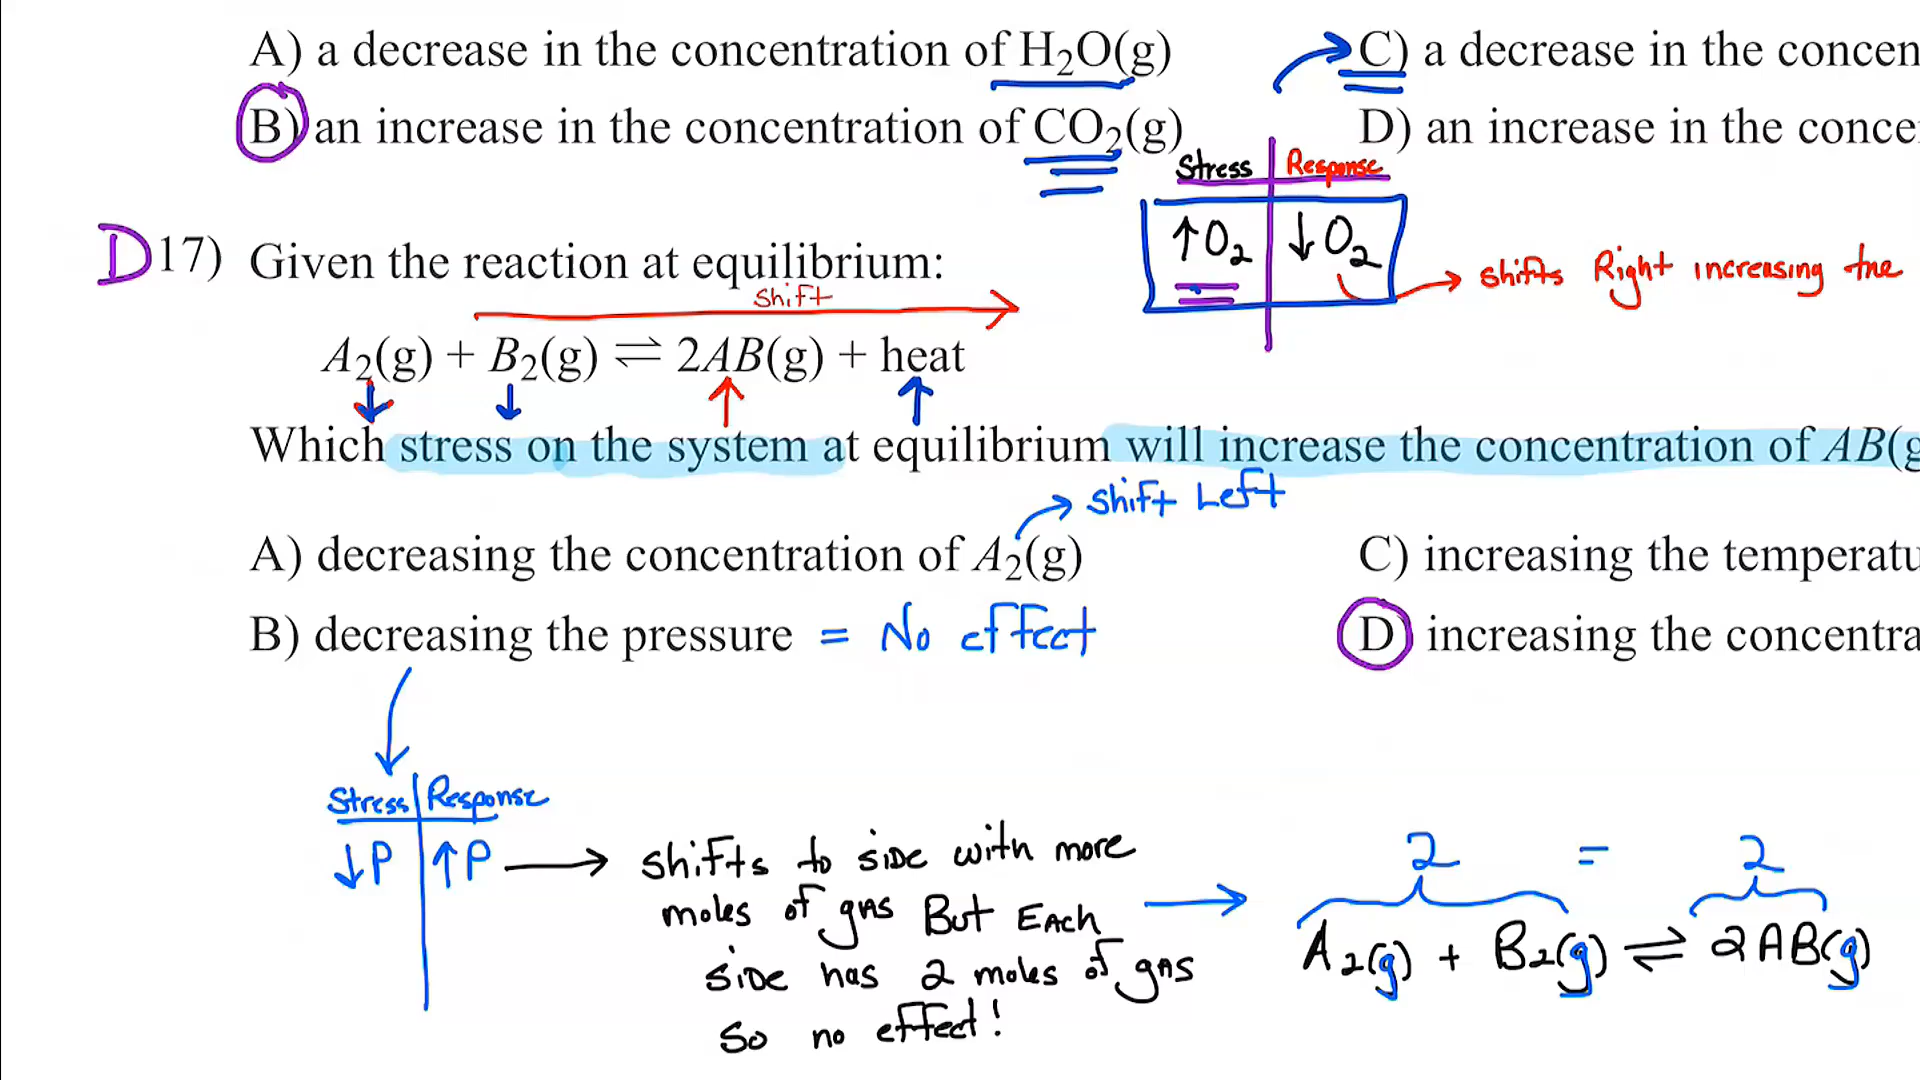 A) a decrease in the concentration of H₂O(g)
C) a decrease in the concen
B) an increase in the concentration of CO₂(g)
D) an increase in the conce
Stress Response
↑O₂ ↓O₂
shifts Right increasing the
D 17) Given the reaction at equilibrium:
shift
A₂(g) + B₂(g) ⇌ 2AB(g) + heat
Which stress on the system at equilibrium will increase the concentration of AB(g
shift Left
A) decreasing the concentration of A₂(g)
C) increasing the temperatu
B) decreasing the pressure = No effect
D) increasing the concentra
Stress Response
↓P ↑P
shifts to side with more
moles of gas But Each
side has 2 moles of gas
so no effect!
2 = 2
A₂(g) + B₂(g) ⇌ 2AB(g)